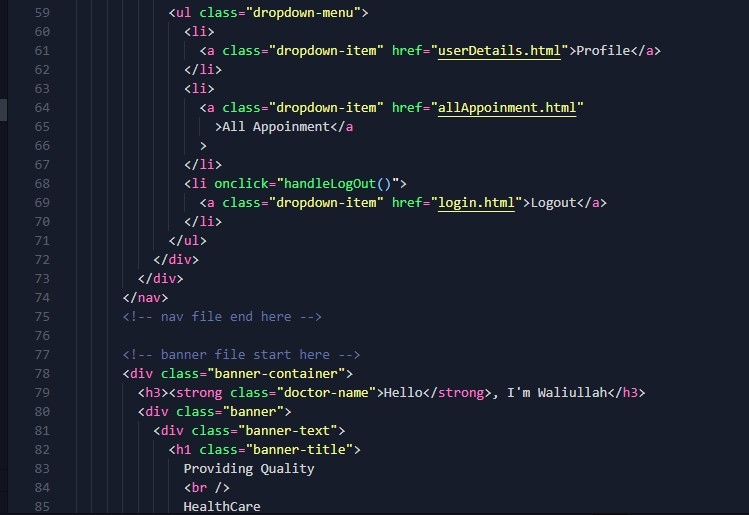 59 <ul class="dropdown-menu">
60 <li>
61 <a class="dropdown-item" href="userDetails.html">Profile</a>
62 </li>
63 <li>
64 <a class="dropdown-item" href="allAppoinment.html"
65 >All Appoinment</a
66 >
67 </li>
68 <li onclick="handleLogOut()">
69 <a class="dropdown-item" href="login.html">Logout</a>
70 </li>
71 </ul>
72 </div>
73 </div>
74 </nav>
75 <!-- nav file end here -->
76
77 <!-- banner file start here -->
78 <div class="banner-container">
79 <h3><strong class="doctor-name">Hello</strong>, I'm Waliullah</h3>
80 <div class="banner">
81 <div class="banner-text">
82 <h1 class="banner-title">
83 Providing Quality
84 <br />
85 HealthCare